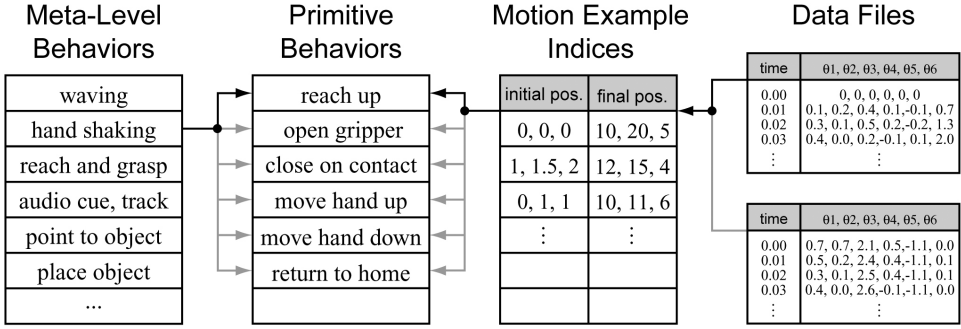 Meta-Level
Behaviors
waving
hand shaking
reach and grasp
audio cue, track
point to object
place object
...
Primitive
Behaviors
reach up
open gripper
close on contact
move hand up
move hand down
return to home
Motion Example
Indices
initial pos. final pos.
0, 0, 0 10, 20, 5
1, 1.5, 2 12, 15, 4
0, 1, 1 10, 11, 6
⋮ ⋮
Data Files
time θ1, θ2, θ3, θ4, θ5, θ6
0.00 0, 0, 0, 0, 0, 0
0.01 0.1, 0.2, 0.4, 0.1,-0.1, 0.7
0.02 0.3, 0.1, 0.5, 0.2,-0.2, 1.3
0.03 0.4, 0.0, 0.2,-0.1, 0.1, 2.0
⋮ ⋮
time θ1, θ2, θ3, θ4, θ5, θ6
0.00 0.7, 0.7, 2.1, 0.5,-1.1, 0.0
0.01 0.5, 0.2, 2.4, 0.4,-1.1, 0.1
0.02 0.3, 0.1, 2.5, 0.4,-1.1, 0.1
0.03 0.4, 0.0, 2.6,-0.1,-1.1, 0.0
⋮ ⋮